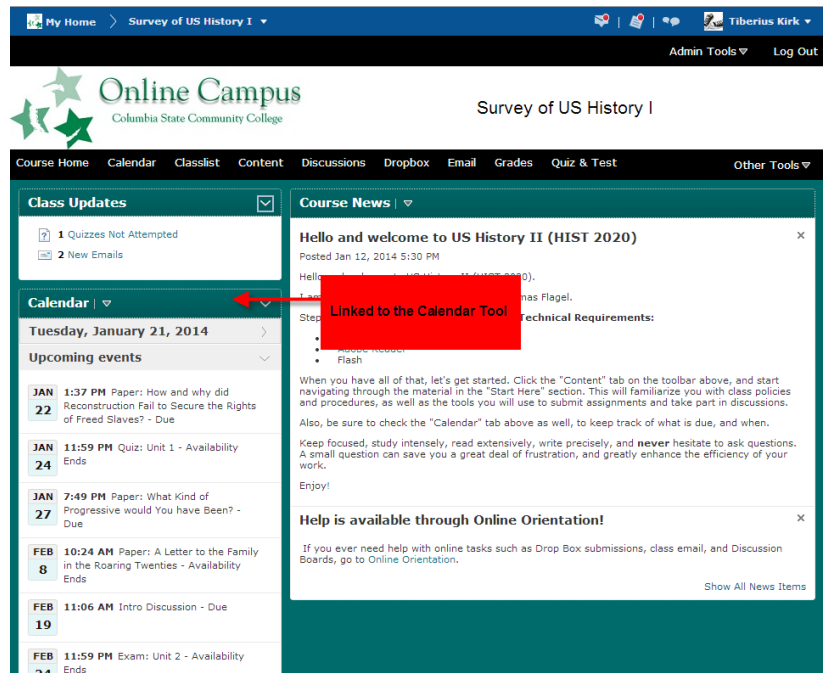 My Home
Survey of US History I
Tiberius Kirk
Admin Tools
Log Out
Online Campus
Columbia State Community College
Survey of US History I
Course Home Calendar Classlist Content Discussions Dropbox Email Grades Quiz & Test Other Tools
Class Updates
1 Quizzes Not Attempted
2 New Emails
Calendar
Tuesday, January 21, 2014
Upcoming events
JAN 22
1:37 PM Paper: How and why did
Reconstruction Fail to Secure the Rights
of Freed Slaves? - Due
JAN 24
11:59 PM Quiz: Unit 1 - Availability
Ends
JAN 27
7:49 PM Paper: What Kind of
Progressive would You have Been? -
Due
FEB 8
10:24 AM Paper: A Letter to the Family
in the Roaring Twenties - Availability
Ends
FEB 19
11:06 AM Intro Discussion - Due
FEB
11:59 PM Exam: Unit 2 - Availability
Ends
Course News
Hello and welcome to US History II (HIST 2020)
Posted Jan 12, 2014 5:30 PM
I am
mas Flagel.
Linked to the Calendar Tool
Step
Technical Requirements:
Flash
When you have all of that, let's get started. Click the "Content" tab on the toolbar above, and start
navigating through the material in the "Start Here" section. This will familiarize you with class policies
and procedures, as well as the tools you will use to submit assignments and take part in discussions.
Also, be sure to check the "Calendar" tab above as well, to keep track of what is due, and when.
Keep focused, study intensely, read extensively, write precisely, and never hesitate to ask questions.
A small question can save you a great deal of frustration, and greatly enhance the efficiency of your
work.
Enjoy!
Help is available through Online Orientation!
If you ever need help with online tasks such as Drop Box submissions, class email, and Discussion
Boards, go to Online Orientation.
Show All News Items